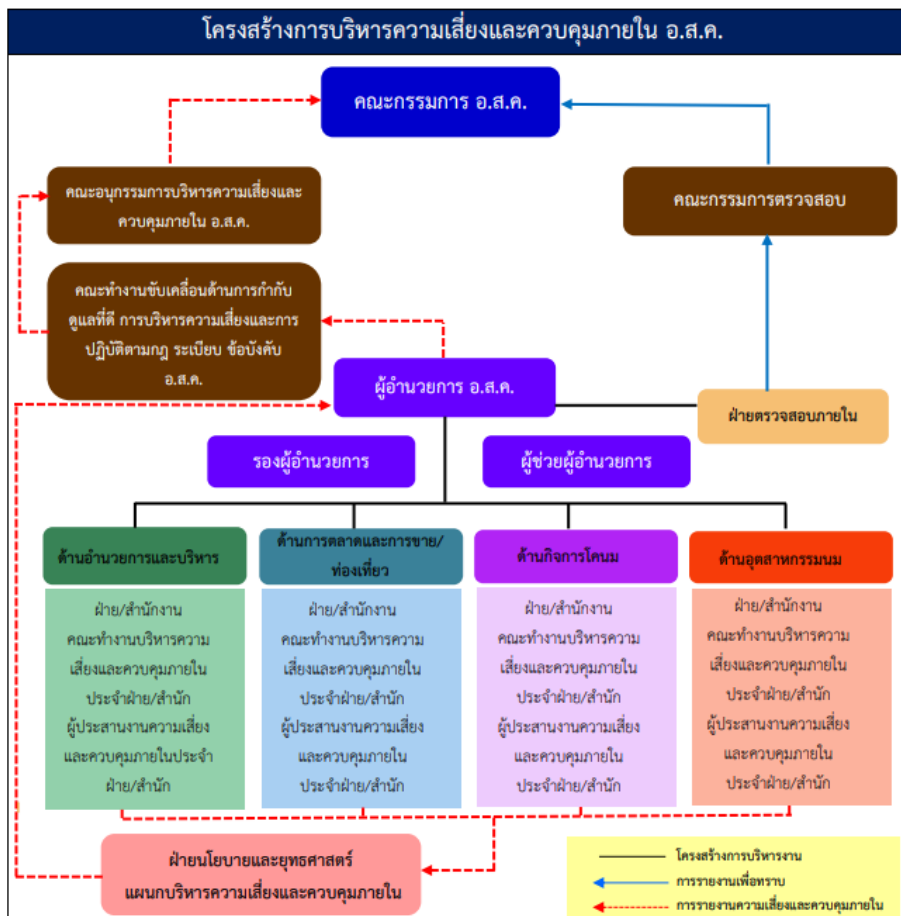 โครงสร้างการบริหารความเสี่ยงและควบคุมภายใน อ.ส.ค.
คณะกรรมการ อ.ส.ค.
คณะอนุกรรมการบริหารความเสี่ยงและ
ควบคุมภายใน อ.ส.ค.
คณะกรรมการตรวจสอบ
คณะทำงานขับเคลื่อนด้านการกำกับ
ดูแลที่ดี การบริหารความเสี่ยงและการ
ปฏิบัติตามกฎ ระเบียบ ข้อบังคับ
อ.ส.ค.
ผู้อำนวยการ อ.ส.ค.
ฝ่ายตรวจสอบภายใน
รองผู้อำนวยการ
ผู้ช่วยผู้อำนวยการ
ด้านอำนวยการและบริหาร
ฝ่าย/สำนักงาน
คณะทำงานบริหารความ
เสี่ยงและควบคุมภายใน
ประจำฝ่าย/สำนัก
ผู้ประสานงานความเสี่ยง
และควบคุมภายในประจำ
ฝ่าย/สำนัก
ด้านการตลาดและการขาย/
ท่องเที่ยว
ฝ่าย/สำนักงาน
คณะทำงานบริหารความ
เสี่ยงและควบคุมภายใน
ประจำฝ่าย/สำนัก
ผู้ประสานงานความเสี่ยง
และควบคุมภายใน
ประจำฝ่าย/สำนัก
ด้านกิจการโคนม
ฝ่าย/สำนักงาน
คณะทำงานบริหารความ
เสี่ยงและควบคุมภายใน
ประจำฝ่าย/สำนัก
ผู้ประสานงานความเสี่ยง
และควบคุมภายใน
ประจำฝ่าย/สำนัก
ด้านอุตสาหกรรมนม
ฝ่าย/สำนักงาน
คณะทำงานบริหารความ
เสี่ยงและควบคุมภายใน
ประจำฝ่าย/สำนัก
ผู้ประสานงานความเสี่ยง
และควบคุมภายใน
ประจำฝ่าย/สำนัก
ฝ่ายนโยบายและยุทธศาสตร์
แผนกบริหารความเสี่ยงและควบคุมภายใน
โครงสร้างการบริหารงาน
การรายงานเพื่อทราบ
การรายงานความเสี่ยงและควบคุมภายใน